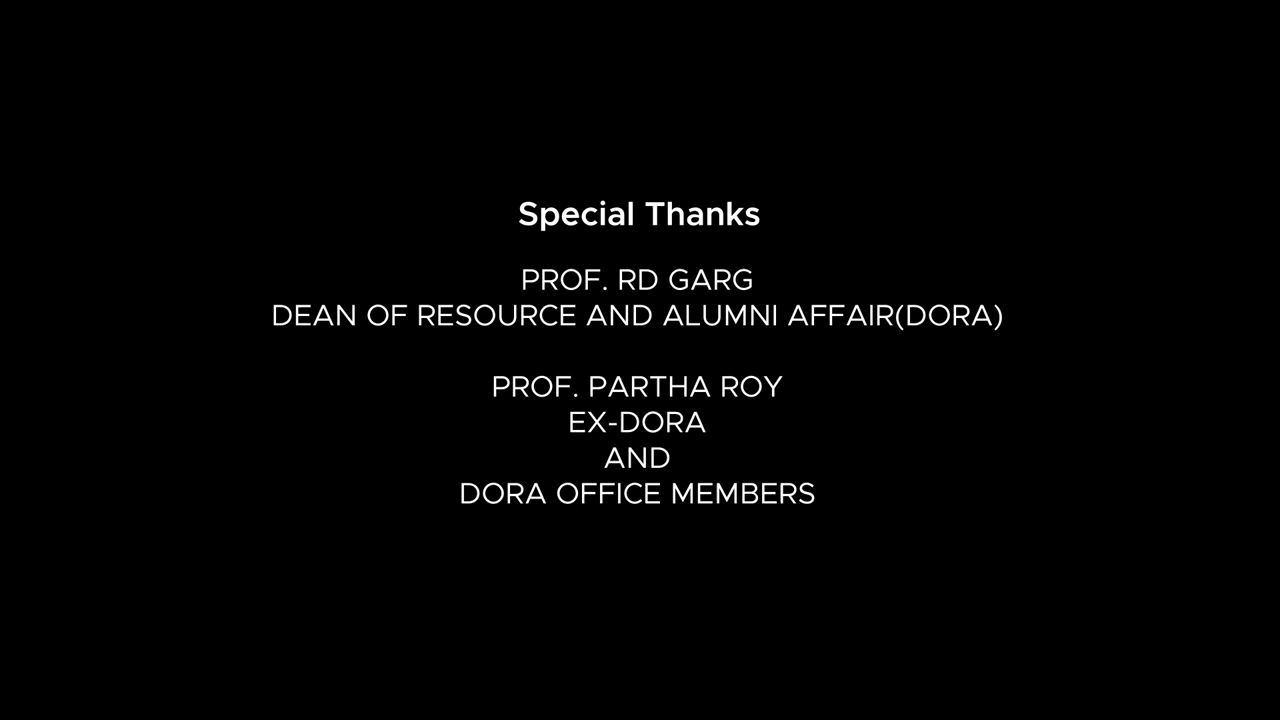 Special Thanks
PROF. RD GARG
DEAN OF RESOURCE AND ALUMNI AFFAIR(DORA)
PROF. PARTHA ROY
EX-DORA
AND
DORA OFFICE MEMBERS